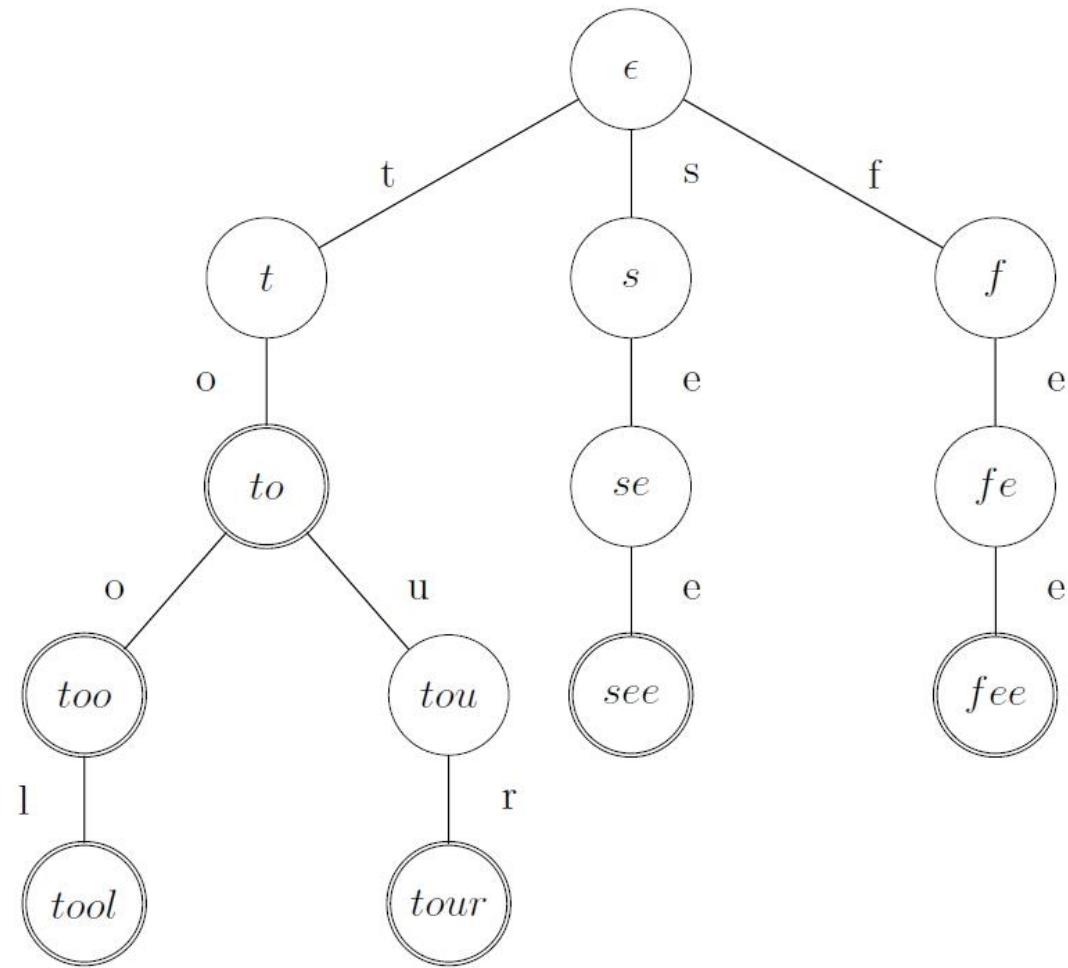 ϵ
t s f
t s f
o e e
to se fe
o u e e
too tou see fee
l r
tool tour